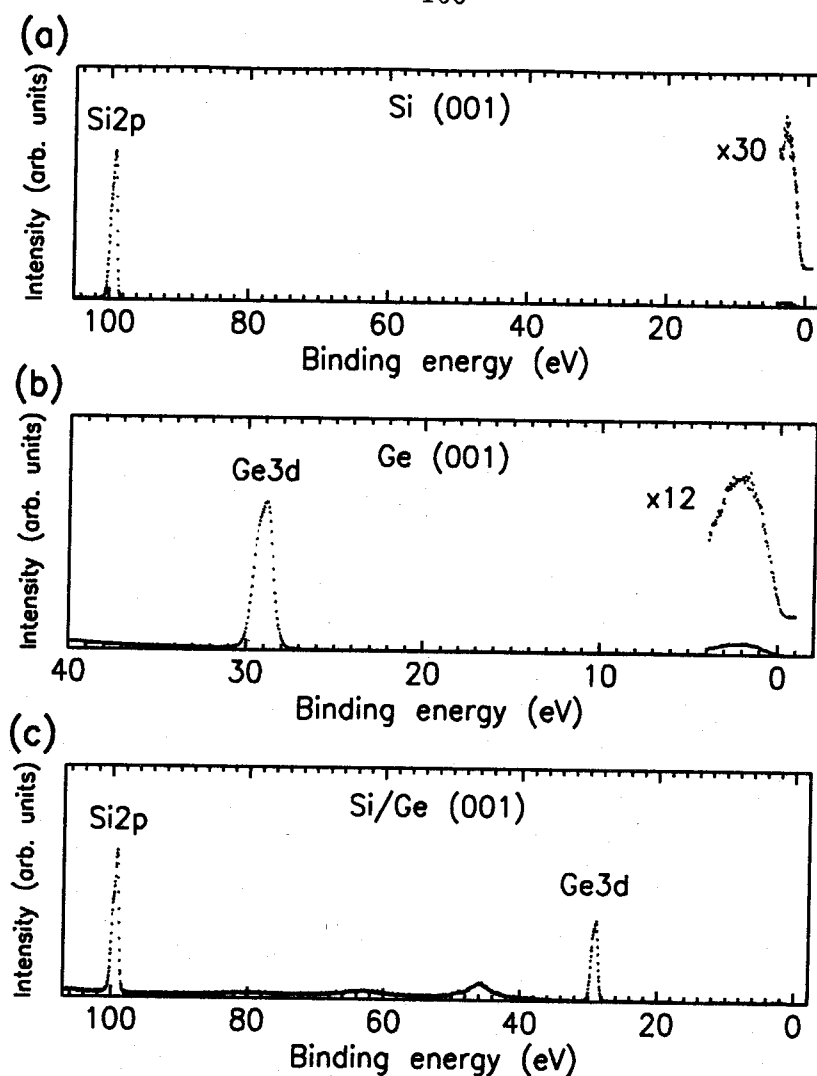 (a)
Si (001)
Si2p
x30
Intensity (arb. units)
100 80 60 40 20 0
Binding energy (eV)
(b)
Ge (001)
Ge3d
x12
Intensity (arb. units)
40 30 20 10 0
Binding energy (eV)
(c)
Si/Ge (001)
Si2p
Ge3d
Intensity (arb. units)
100 80 60 40 20 0
Binding energy (eV)